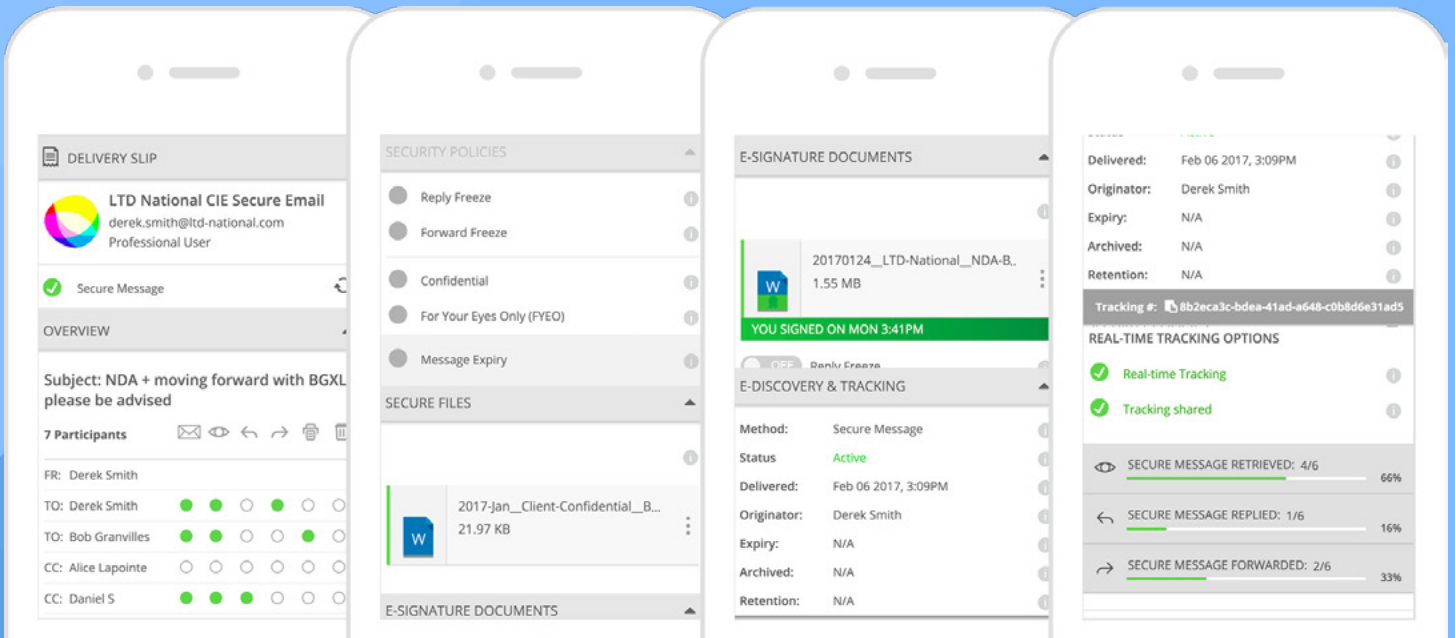 DELIVERY SLIP
LTD National CIE Secure Email
derek.smith@ltd-national.com
Professional User
Secure Message
OVERVIEW
Subject: NDA + moving forward with BGXL
please be advised
7 Participants
FR: Derek Smith
TO: Derek Smith
TO: Bob Granvilles
CC: Alice Lapointe
CC: Daniel S
SECURITY POLICIES
Reply Freeze
Forward Freeze
Confidential
For Your Eyes Only (FYEO)
Message Expiry
SECURE FILES
2017-Jan__Client-Confidential__B...
21.97 KB
E-SIGNATURE DOCUMENTS
E-SIGNATURE DOCUMENTS
20170124__LTD-National__NDA-B..
1.55 MB
YOU SIGNED ON MON 3:41PM
OFF Reply Freeze
E-DISCOVERY & TRACKING
Method: Secure Message
Status Active
Delivered: Feb 06 2017, 3:09PM
Originator: Derek Smith
Expiry: N/A
Archived: N/A
Retention: N/A
Delivered: Feb 06 2017, 3:09PM
Originator: Derek Smith
Expiry: N/A
Archived: N/A
Retention: N/A
Tracking #: 8b2eca3c-bdea-41ad-a648-c0b8d6e31ad5
REAL-TIME TRACKING OPTIONS
Real-time Tracking
Tracking shared
SECURE MESSAGE RETRIEVED: 4/6
66%
SECURE MESSAGE REPLIED: 1/6
16%
SECURE MESSAGE FORWARDED: 2/6
33%